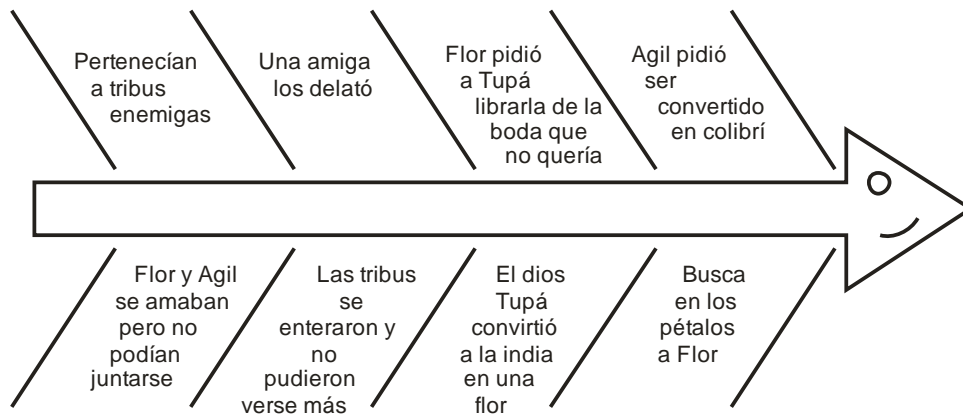 Pertenecían
a tribus
enemigas
Una amiga
los delató
Flor pidió
a Tupá
librarla de la
boda que
no quería
Agil pidió
ser
convertido
en colibrí
Flor y Agil
se amaban
pero no
podían
juntarse
Las tribus
se
enteraron y
no
pudieron
verse más
El dios
Tupá
convirtió
a la india
en una
flor
Busca
en los
pétalos
a Flor